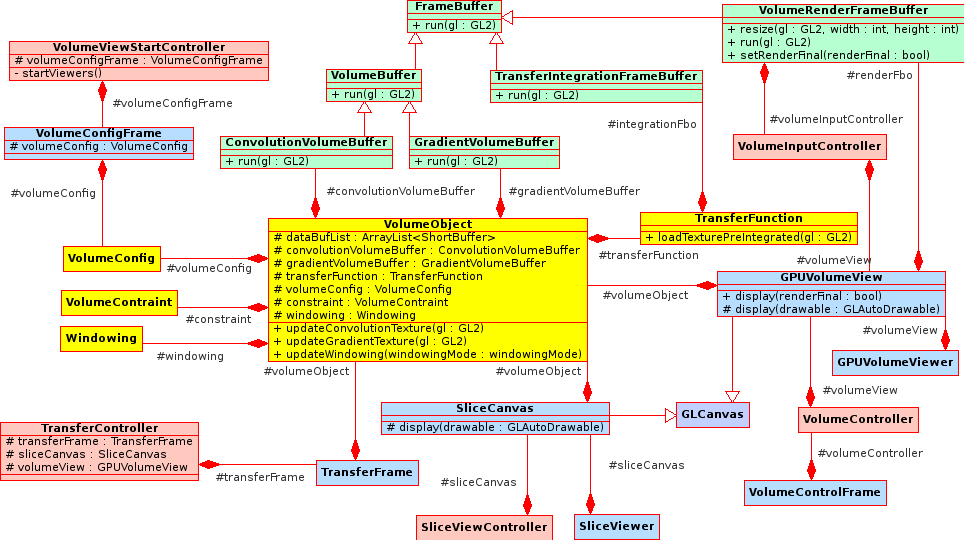 FrameBuffer
+ run(gl : GL2)
VolumeRenderFrameBuffer
+ resize(gl : GL2, width : int, height : int)
+ run(gl : GL2)
+ setRenderFinal(renderFinal : bool)
VolumeViewStartController
# volumeConfigFrame : VolumeConfigFrame
- startViewers()
VolumeBuffer
+ run(gl : GL2)
TransferIntegrationFrameBuffer
+ run(gl : GL2)
#renderFbo
#volumeConfigFrame
#integrationFbo
#volumeInputController
VolumeConfigFrame
# volumeConfig : VolumeConfig
ConvolutionVolumeBuffer
+ run(gl : GL2)
GradientVolumeBuffer
+ run(gl : GL2)
VolumeInputController
#volumeConfig
#convolutionVolumeBuffer
#gradientVolumeBuffer
VolumeObject
# dataBufList : ArrayList<ShortBuffer>
# convolutionVolumeBuffer : ConvolutionVolumeBuffer
# gradientVolumeBuffer : GradientVolumeBuffer
# transferFunction : TransferFunction
# volumeConfig : VolumeConfig
# constraint : VolumeContraint
# windowing : Windowing
+ updateConvolutionTexture(gl : GL2)
+ updateGradientTexture(gl : GL2)
+ updateWindowing(windowingMode : windowingMode)
TransferFunction
+ loadTexturePreIntegrated(gl : GL2)
#transferFunction
#volumeView
VolumeConfig
#volumeConfig
GPUVolumeView
+ display(renderFinal : bool)
# display(drawable : GLAutoDrawable)
#volumeObject
VolumeContraint
#constraint
Windowing
#windowing
#volumeView
GPUVolumeViewer
#volumeObject
#volumeObject
#volumeView
SliceCanvas
# display(drawable : GLAutoDrawable)
GLCanvas
VolumeController
TransferController
# transferFrame : TransferFrame
# sliceCanvas : SliceCanvas
# volumeView : GPUVolumeView
#transferFrame
TransferFrame
#sliceCanvas
#sliceCanvas
#volumeController
VolumeControlFrame
SliceViewController
SliceViewer